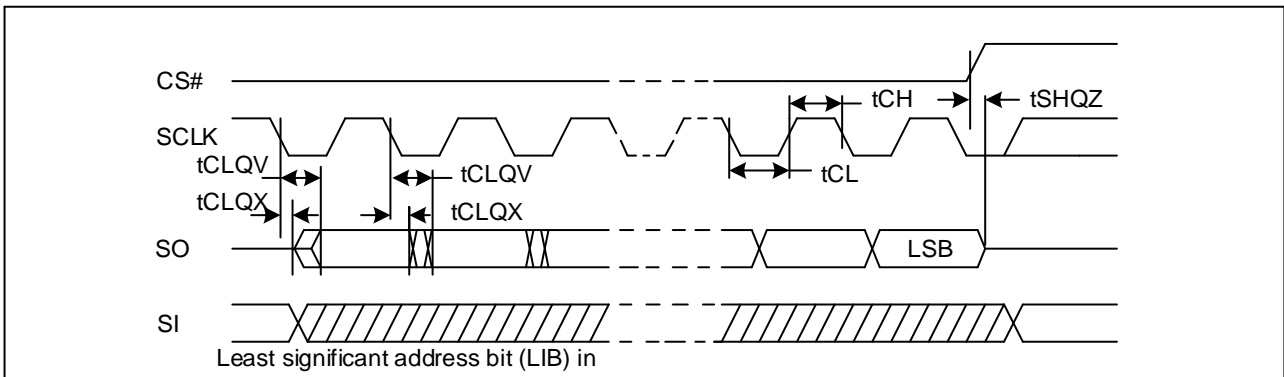 CS#
tCH
tSHQZ
SCLK
tCLQV
tCLQV
tCL
tCLQX
tCLQX
SO
LSB
SI
Least significant address bit (LIB) in